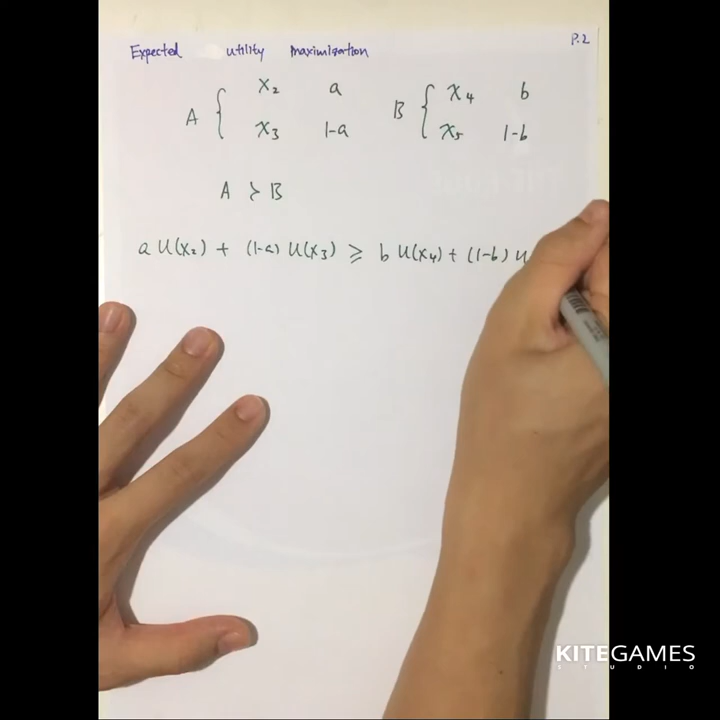 P.2
Expected utility maximization
A { x₂ a B { x₄ b
x₃ 1-a x₅ 1-b
A ≻ B
a u(x₂) + (1-a) u(x₃) ≥ b u(x₄) + (1-b) u
KITEGAMES
STUDIO